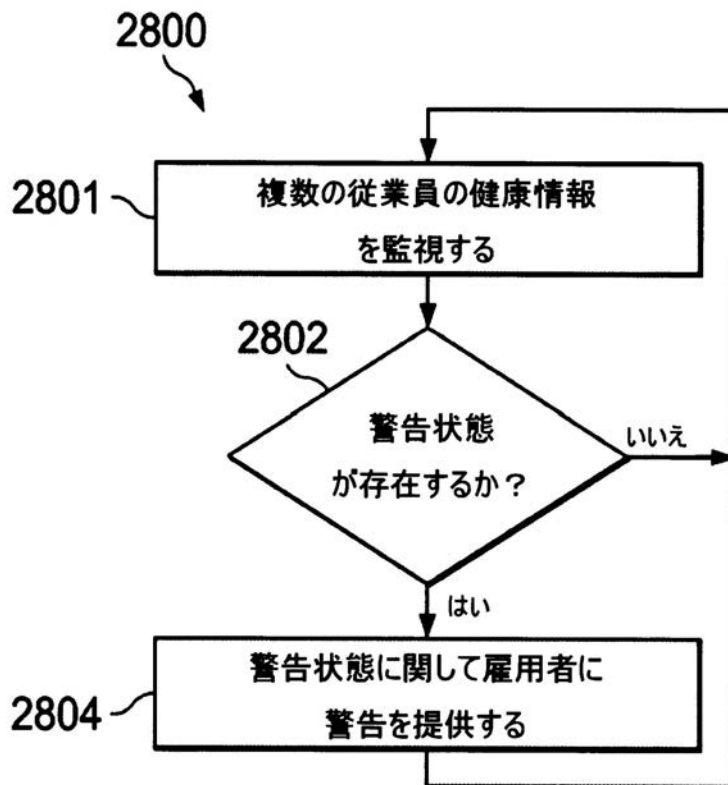 2800
2801
複数の従業員の健康情報
を監視する
2802
警告状態
が存在するか？
いいえ
はい
2804
警告状態に関して雇用者に
警告を提供する